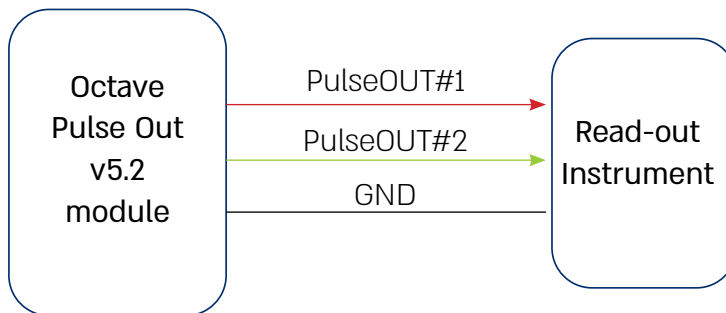 Octave
Pulse Out
v5.2
module
PulseOUT#1
PulseOUT#2
GND
Read-out
Instrument